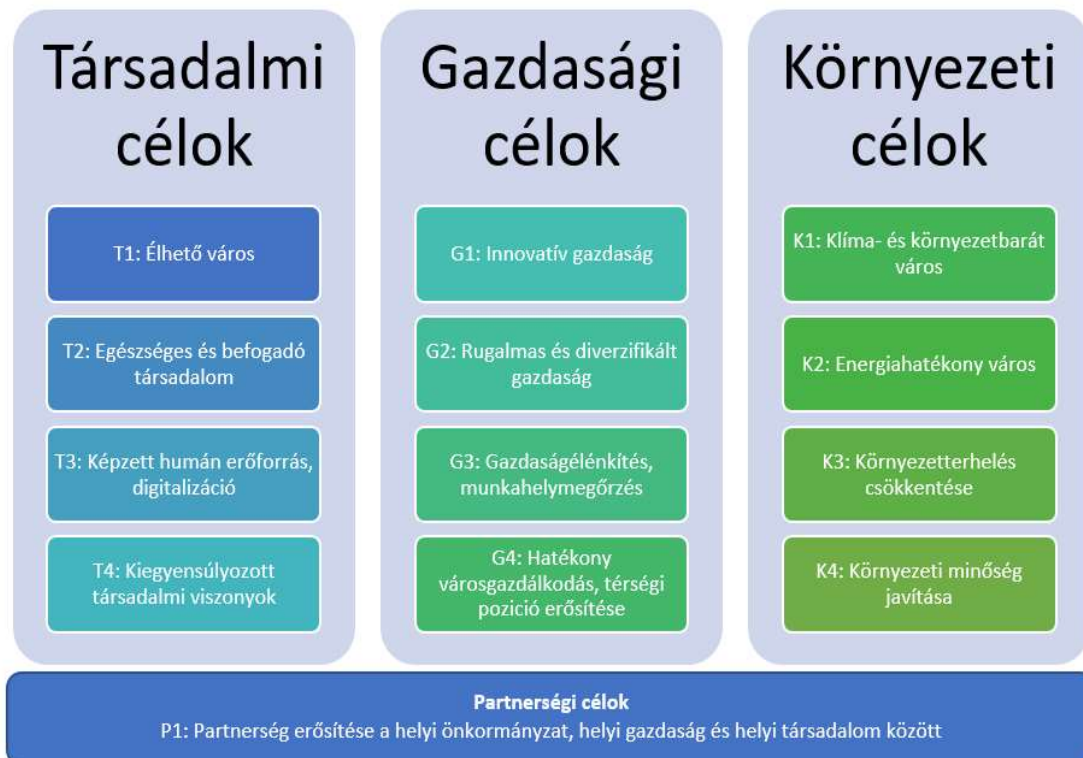 Társadalmi
célok
T1: Élhető város
T2: Egészséges és befogadó
társadalom
T3: Képzett humán erőforrás,
digitalizáció
T4: Kiegyensúlyozott
társadalmi viszonyok
Gazdasági
célok
G1: Innovatív gazdaság
G2: Rugalmas és diverzifikált
gazdaság
G3: Gazdaságélénkítés,
munkahelymegőrzés
G4: Hatékony
városgazdálkodás, térségi
pozició erősítése
Környezeti
célok
K1: Klíma- és környezetbarát
város
K2: Energiahatékony város
K3: Környezetterhelés
csökkentése
K4: Környezeti minőség
javítása
Partnerségi célok
P1: Partnerség erősítése a helyi önkormányzat, helyi gazdaság és helyi társadalom között